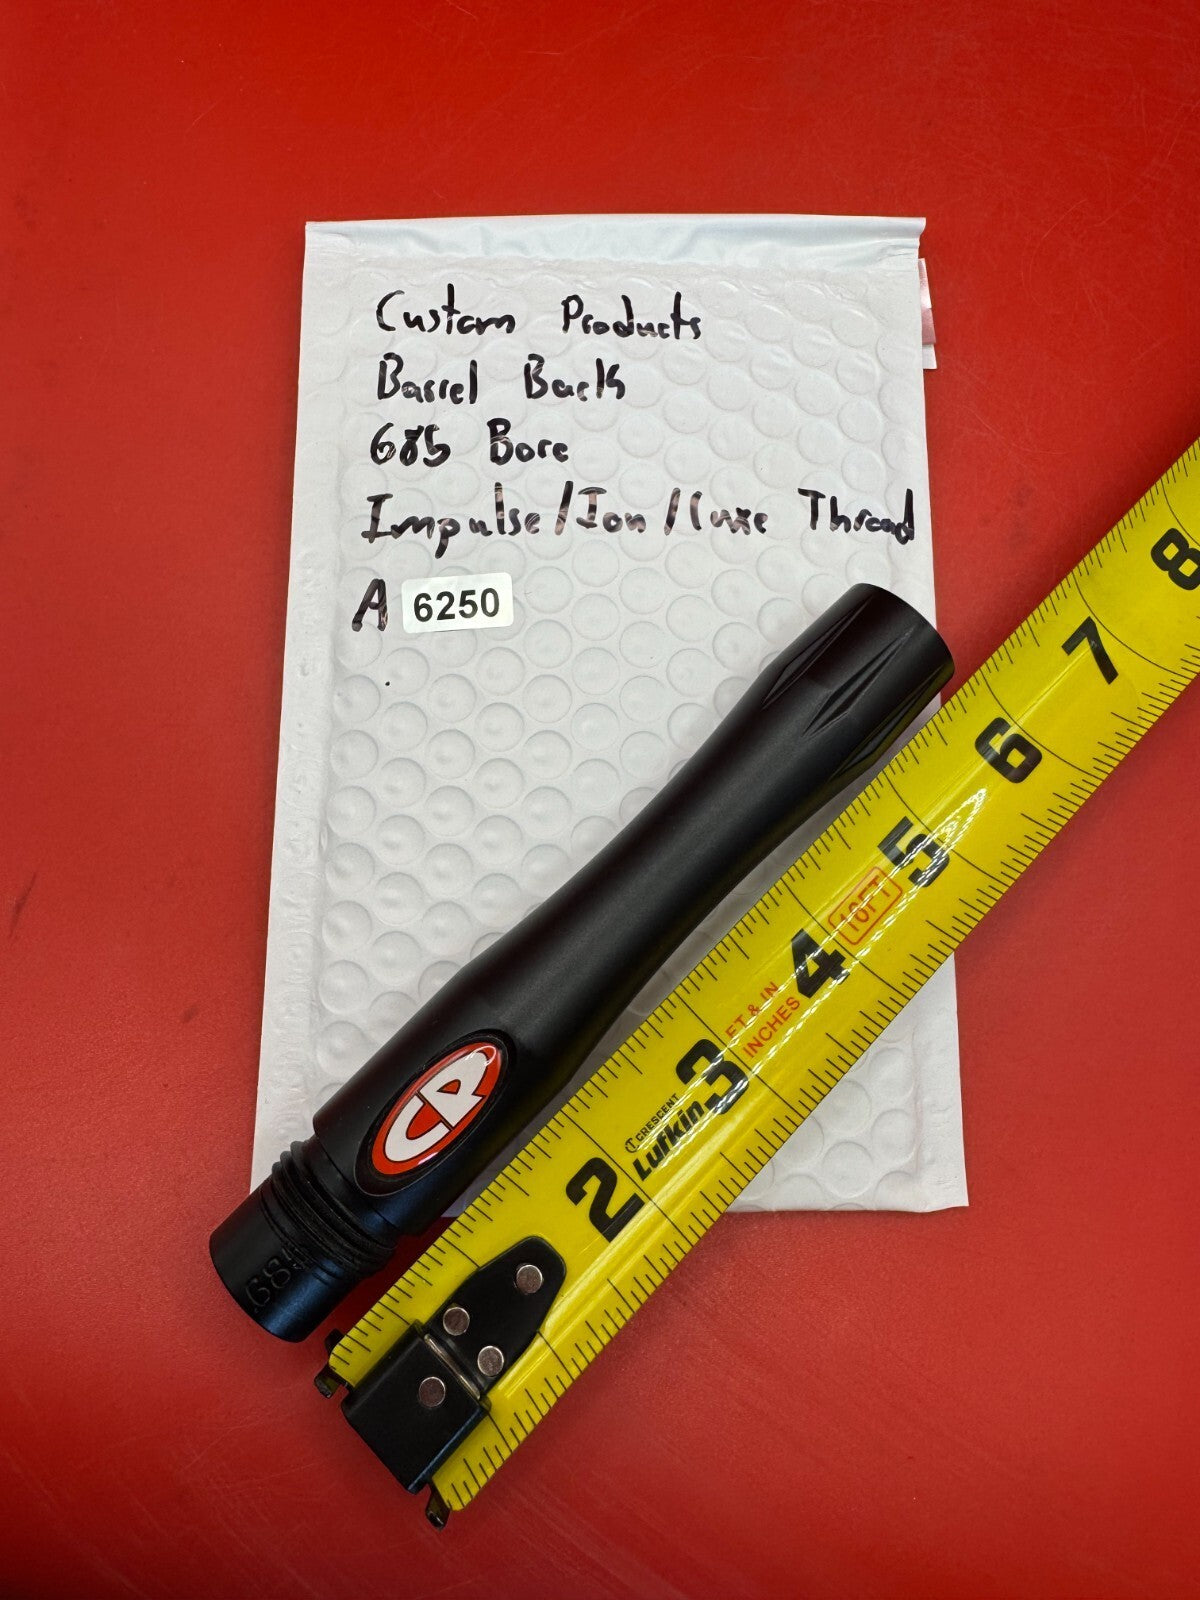 Custom Products
Barrel Back
685 Bore
Impulse/Ion/luxe Thread
A 6250
CP
.685
2
3
4
5
6
7
8
CRESCENT
Lufkin
FT & IN
INCHES
10FT